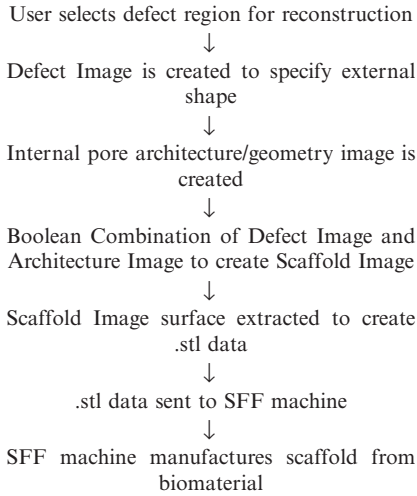 User selects defect region for reconstruction
↓
Defect Image is created to specify external
shape
↓
Internal pore architecture/geometry image is
created
↓
Boolean Combination of Defect Image and
Architecture Image to create Scaffold Image
↓
Scaffold Image surface extracted to create
.stl data
↓
.stl data sent to SFF machine
↓
SFF machine manufactures scaffold from
biomaterial